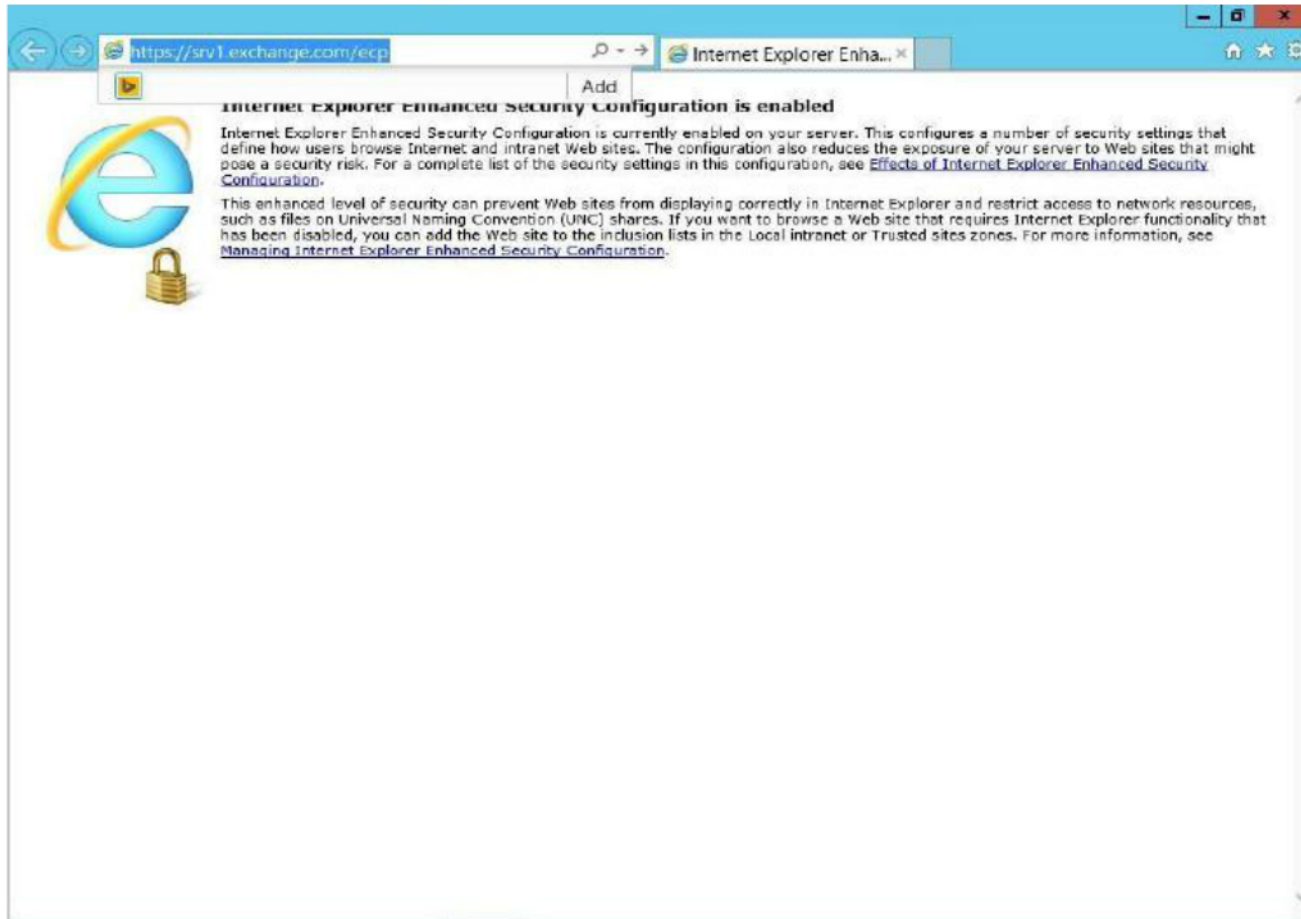 https://srv1.exchange.com/ecp
Internet Explorer Enha...
Add
Internet Explorer Enhanced Security Configuration is enabled
Internet Explorer Enhanced Security Configuration is currently enabled on your server. This configures a number of security settings that
define how users browse Internet and intranet Web sites. The configuration also reduces the exposure of your server to Web sites that might
pose a security risk. For a complete list of the security settings in this configuration, see Effects of Internet Explorer Enhanced Security
Configuration.
This enhanced level of security can prevent Web sites from displaying correctly in Internet Explorer and restrict access to network resources,
such as files on Universal Naming Convention (UNC) shares. If you want to browse a Web site that requires Internet Explorer functionality that
has been disabled, you can add the Web site to the inclusion lists in the Local intranet or Trusted sites zones. For more information, see
Managing Internet Explorer Enhanced Security Configuration.